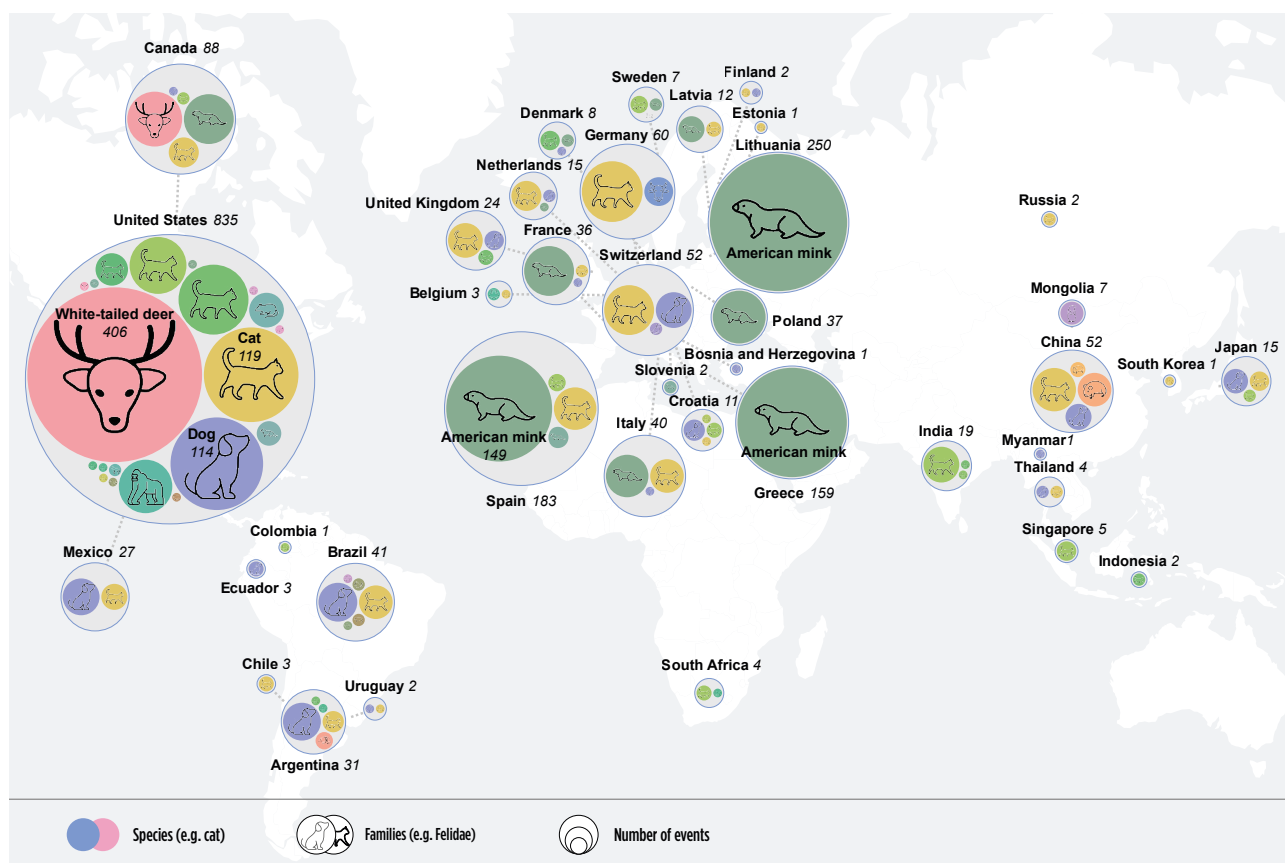 Canada 88
United States 835
White-tailed deer
406
Cat
119
Dog
114
Mexico 27
Colombia 1
Ecuador 3
Brazil 41
Chile 3
Uruguay 2
Argentina 31
Sweden 7
Finland 2
Latvia 12
Estonia 1
Denmark 8
Germany 60
Lithuania 250
American mink
Netherlands 15
United Kingdom 24
France 36
Switzerland 52
Belgium 3
Poland 37
Bosnia and Herzegovina 1
Slovenia 2
Croatia 11
Italy 40
American mink
149
Spain 183
American mink
Greece 159
South Africa 4
Russia 2
Mongolia 7
China 52
South Korea 1
Japan 15
India 19
Myanmar 1
Thailand 4
Singapore 5
Indonesia 2
Species (e.g. cat)
Families (e.g. Felidae)
Number of events